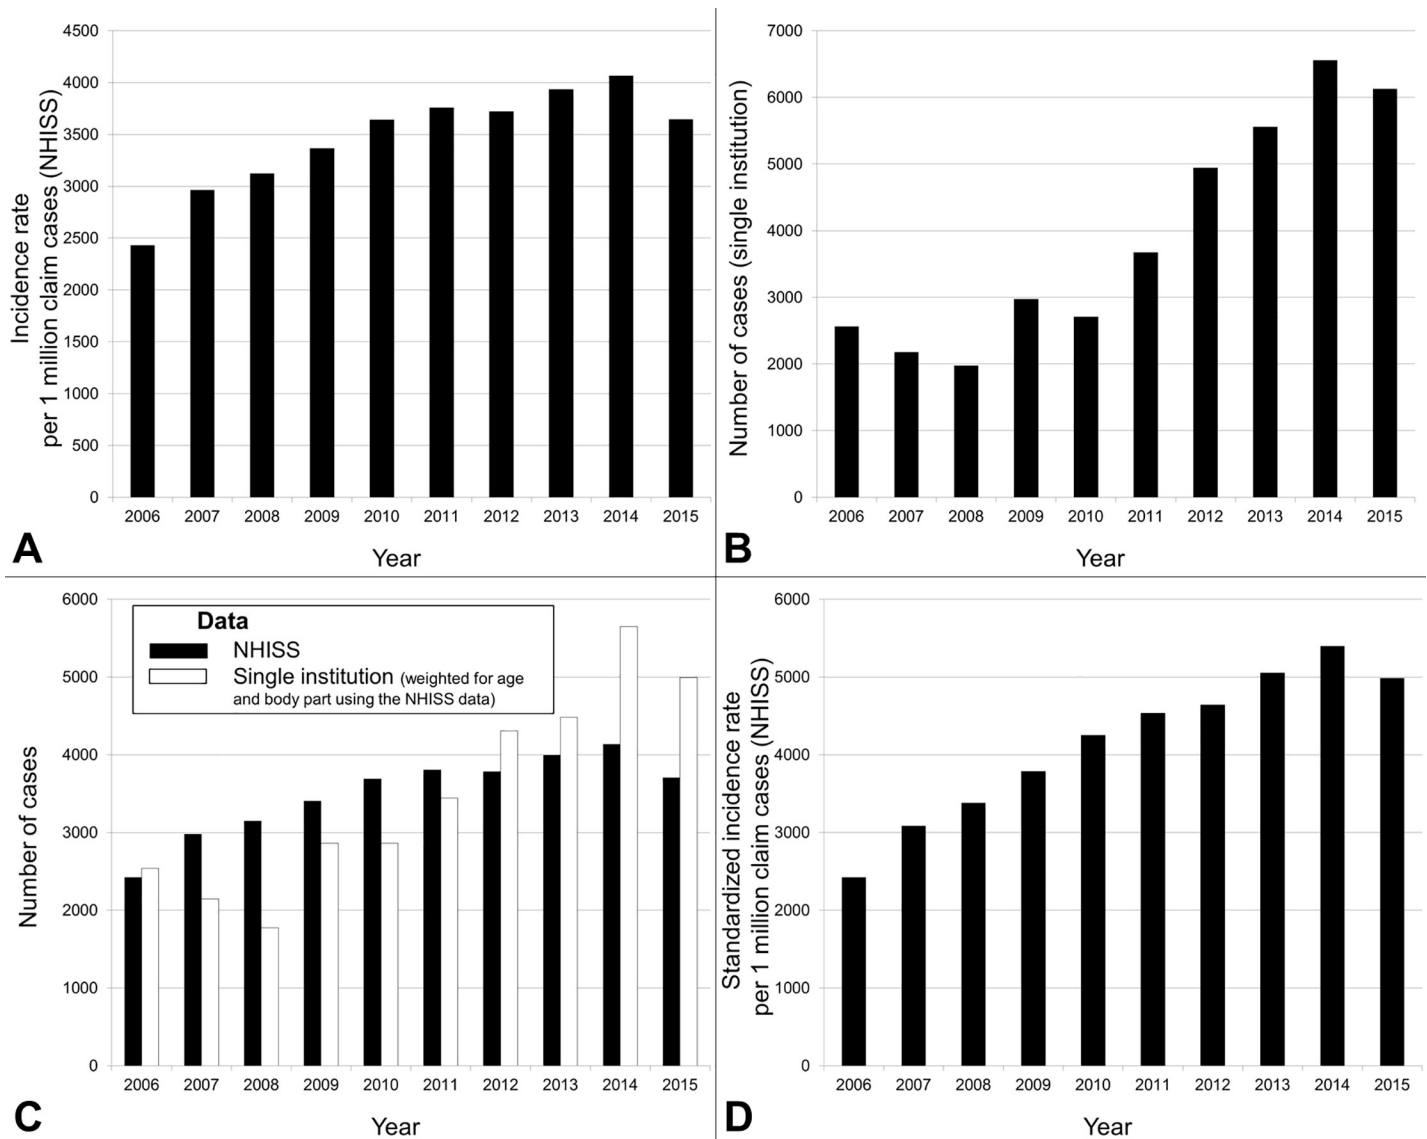 Incidence rate
per 1 million claim cases (NHISS)
4500
4000
3500
3000
2500
2000
1500
1000
500
0
2006 2007 2008 2009 2010 2011 2012 2013 2014 2015
Year
A
Number of cases (single institution)
7000
6000
5000
4000
3000
2000
1000
0
2006 2007 2008 2009 2010 2011 2012 2013 2014 2015
Year
B
Number of cases
6000
5000
4000
3000
2000
1000
0
Data
NHISS
Single institution (weighted for age
and body part using the NHISS data)
2006 2007 2008 2009 2010 2011 2012 2013 2014 2015
Year
C
Standardized incidence rate
per 1 million claim cases (NHISS)
6000
5000
4000
3000
2000
1000
0
2006 2007 2008 2009 2010 2011 2012 2013 2014 2015
Year
D